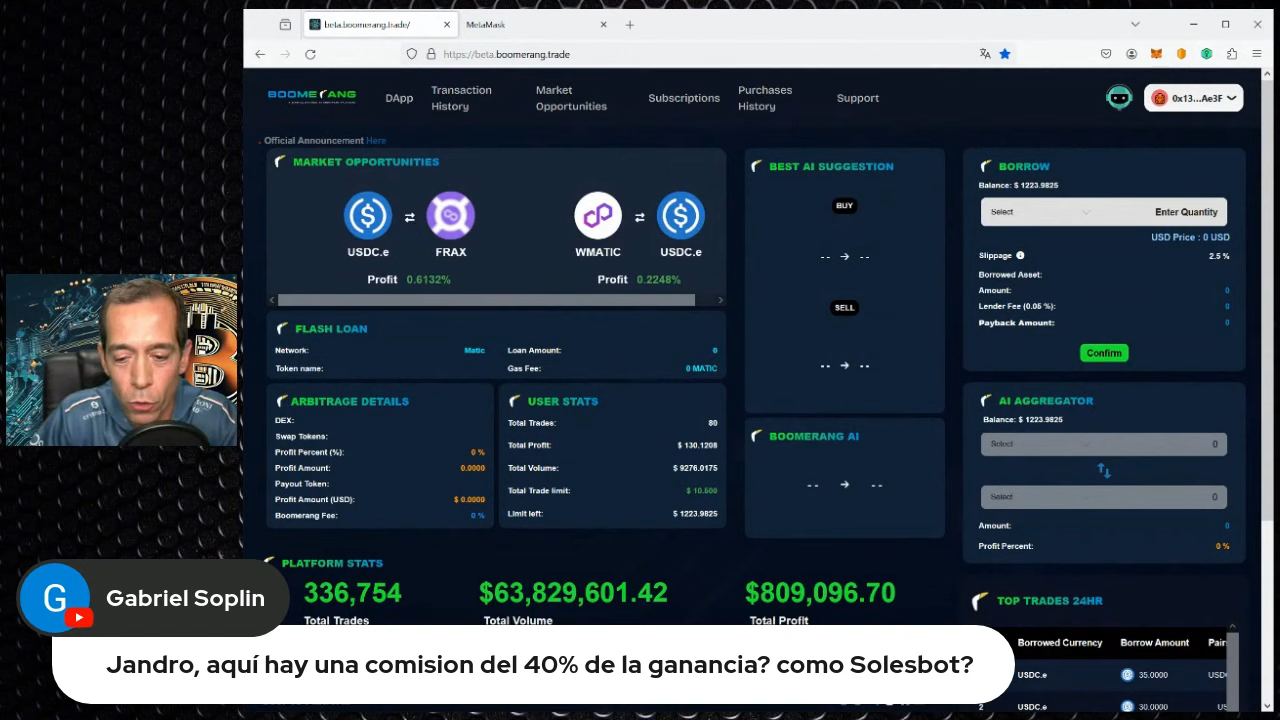 beta.boomerang.trade/
MetaMask
https://beta.boomerang.trade
BOOMERANG
DApp
Transaction History
Market Opportunities
Subscriptions
Purchases History
Support
0x13...Ae3F
Official Announcement Here
MARKET OPPORTUNITIES
USDC.e
FRAX
Profit 0.6132%
WMATIC
USDC.e
Profit 0.2248%
FLASH LOAN
Network: Matic
Loan Amount: 0
Token name:
Gas Fee: 0 MATIC
ARBITRAGE DETAILS
DEX:
Swap Tokens:
Profit Percent (%): 0 %
Profit Amount: 0.0000
Payout Token:
Profit Amount (USD): $ 0.0000
Boomerang Fee: 0 %
USER STATS
Total Trades: 80
Total Profit: $ 130.1208
Total Volume: $ 9276.0175
Total Trade limit: $ 10.500
Limit left: $ 1223.9825
BEST AI SUGGESTION
BUY
-- → --
SELL
-- → --
BOOMERANG AI
-- → --
BORROW
Balance: $ 1223.9825
Select Enter Quantity
USD Price : 0 USD
Slippage 2.5 %
Borrowed Asset:
Amount: 0
Lender Fee (0.05 %): 0
Payback Amount: 0
Confirm
AI AGGREGATOR
Balance: $ 1223.9825
Select 0
Select 0
Amount: 0
Profit Percent: 0 %
PLATFORM STATS
336,754
Total Trades
$63,829,601.42
Total Volume
$809,096.70
Total Profit
TOP TRADES 24HR
Borrowed Currency Borrow Amount Pairs
USDC.e 35.0000 USDC
2 USDC.e 30.0000 USDC
G
Gabriel Soplin
Jandro, aquí hay una comision del 40% de la ganancia? como Solesbot?